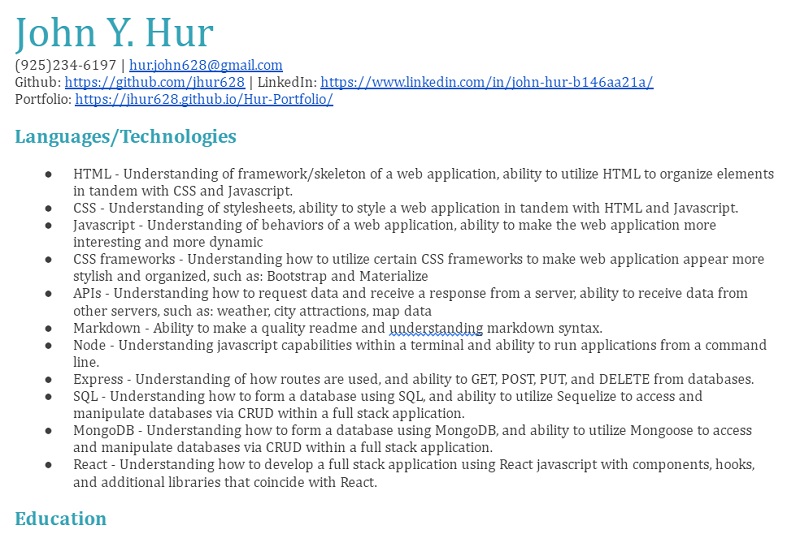 John Y. Hur
(925)234-6197 | hur.john628@gmail.com
Github: https://github.com/jhur628 | LinkedIn: https://www.linkedin.com/in/john-hur-b146aa21a/
Portfolio: https://jhur628.github.io/Hur-Portfolio/
Languages/Technologies
● HTML - Understanding of framework/skeleton of a web application, ability to utilize HTML to organize elements
in tandem with CSS and Javascript.
● CSS - Understanding of stylesheets, ability to style a web application in tandem with HTML and Javascript.
● Javascript - Understanding of behaviors of a web application, ability to make the web application more
interesting and more dynamic
● CSS frameworks - Understanding how to utilize certain CSS frameworks to make web application appear more
stylish and organized, such as: Bootstrap and Materialize
● APIs - Understanding how to request data and receive a response from a server, ability to receive data from
other servers, such as: weather, city attractions, map data
● Markdown - Ability to make a quality readme and understanding markdown syntax.
● Node - Understanding javascript capabilities within a terminal and ability to run applications from a command
line.
● Express - Understanding of how routes are used, and ability to GET, POST, PUT, and DELETE from databases.
● SQL - Understanding how to form a database using SQL, and ability to utilize Sequelize to access and
manipulate databases via CRUD within a full stack application.
● MongoDB - Understanding how to form a database using MongoDB, and ability to utilize Mongoose to access
and manipulate databases via CRUD within a full stack application.
● React - Understanding how to develop a full stack application using React javascript with components, hooks,
and additional libraries that coincide with React.
Education